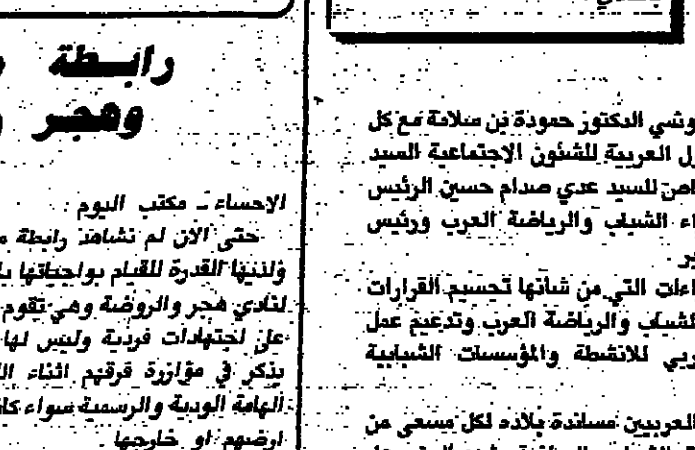 وشي الدكتور حمودة بن سلامة مع كل
ل العربية للشئون الاجتماعية السيد
اص للسيد عدي صدام حسين الرئيس
اء الشباب والرياضة العرب ورئيس
ير .
اءات التي من شأنها تجسيم القرارات
لشباب والرياضة العرب وتدعيم عمل
ربي للانشطة والمؤسسات الشبابية
العربيين مساندة بلاده لكل مسعى من
رابطة
وهجر
الاحساء ـ مكتب اليوم :
حتى الآن لم نشاهد رابطة
ولديها القدرة للقيام بواجباتها
لنادي هجر والروضة وهي تقوم
على اجتهادات فردية وليس لها
يذكر في مؤازرة فرقهم اثناء
الهامة الودية والرسمية سواء
ارضهم او خارجها .